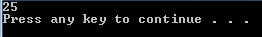 25
Press any key to continue . . .